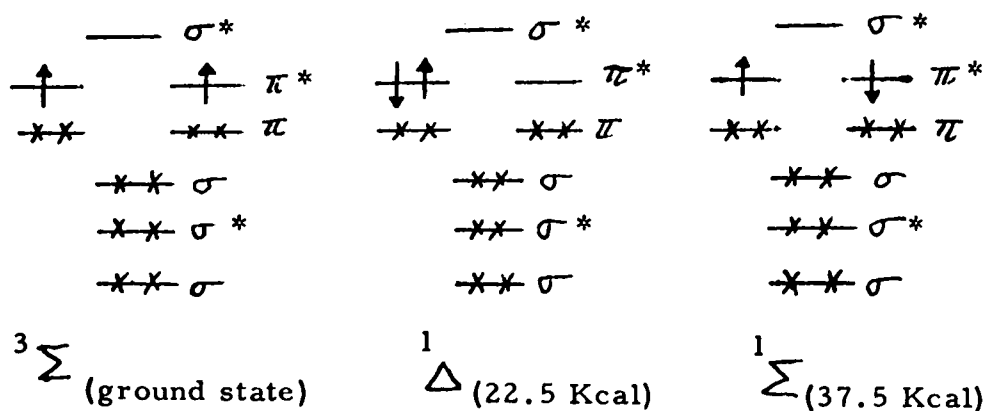 σ* σ* σ*
π* π* π*
π π π
σ σ σ
σ* σ* σ*
σ σ σ
³Σ (ground state) ¹Δ (22.5 Kcal) ¹Σ (37.5 Kcal)